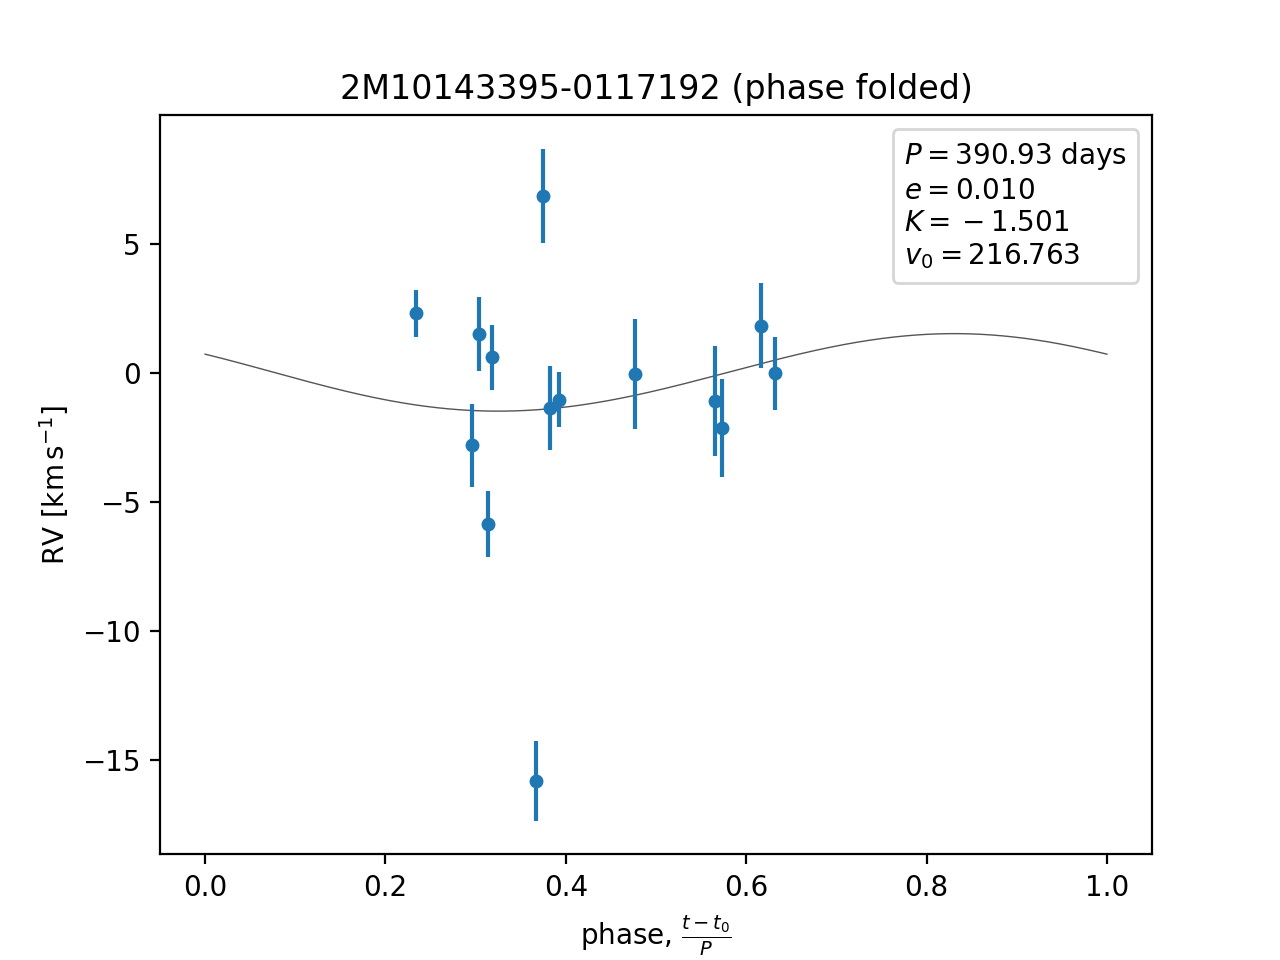 2M10143395-0117192 (phase folded)
P = 390.93 days
e = 0.010
K = −1.501
v₀ = 216.763
5
0
−5
−10
−15
RV [km s⁻¹]
0.0 0.2 0.4 0.6 0.8 1.0
phase, (t − t₀)/P